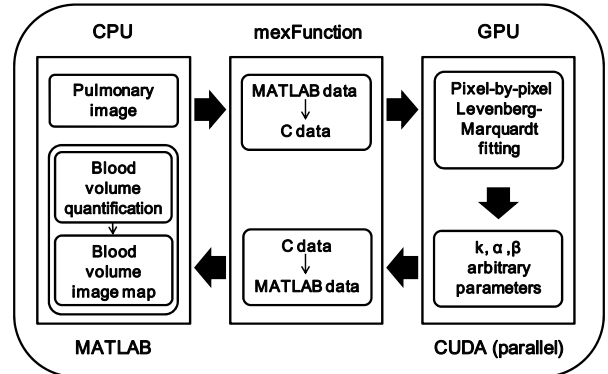 CPU
mexFunction
GPU
Pulmonary
image
MATLAB data
C data
Pixel-by-pixel
Levenberg-
Marquardt
fitting
Blood
volume
quantification
Blood
volume
image map
C data
MATLAB data
k, α ,β
arbitrary
parameters
MATLAB
CUDA (parallel)